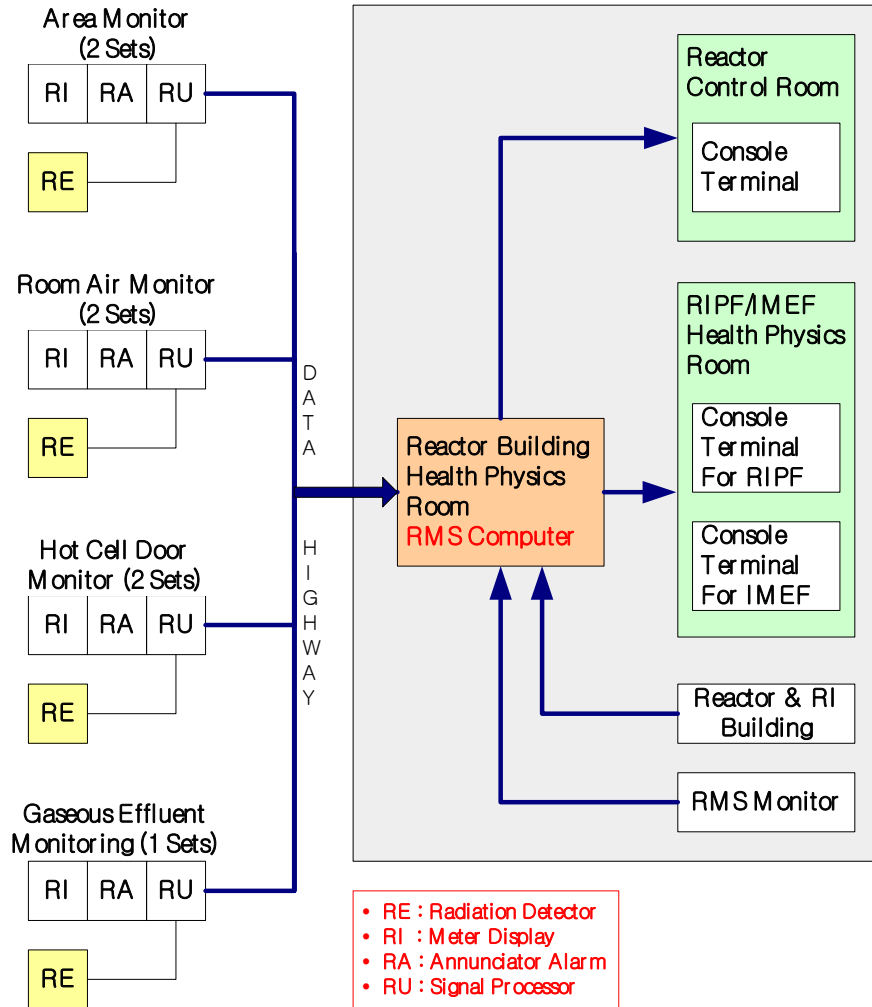 Area Monitor
(2 Sets)
RI RA RU
RE
Room Air Monitor
(2 Sets)
RI RA RU
RE
Hot Cell Door
Monitor (2 Sets)
RI RA RU
RE
Gaseous Effluent
Monitoring (1 Sets)
RI RA RU
RE
DATA
HIGHWAY
Reactor Building
Health Physics
Room
RMS Computer
Reactor
Control Room
Console
Terminal
RIPF/IMEF
Health Physics
Room
Console
Terminal
For RIPF
Console
Terminal
For IMEF
Reactor & RI
Building
RMS Monitor
• RE : Radiation Detector
• RI : Meter Display
• RA : Annunciator Alarm
• RU : Signal Processor